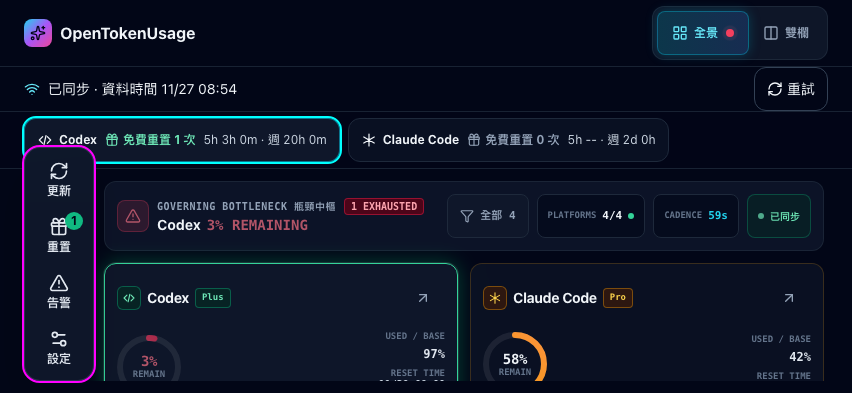 OpenTokenUsage
全景
雙欄
已同步 · 資料時間 11/27 08:54
重試
Codex 免費重置 1 次 5h 3h 0m · 週 20h 0m
Claude Code 免費重置 0 次 5h -- · 週 2d 0h
更新
1
重置
告警
設定
GOVERNING BOTTLENECK 瓶頸中樞 1 EXHAUSTED
Codex 3% REMAINING
全部 4
PLATFORMS 4/4
CADENCE 59s
已同步
Codex Plus
USED / BASE
97%
3%
REMAIN
RESET TIME
Claude Code Pro
USED / BASE
42%
58%
REMAIN
RESET TIME